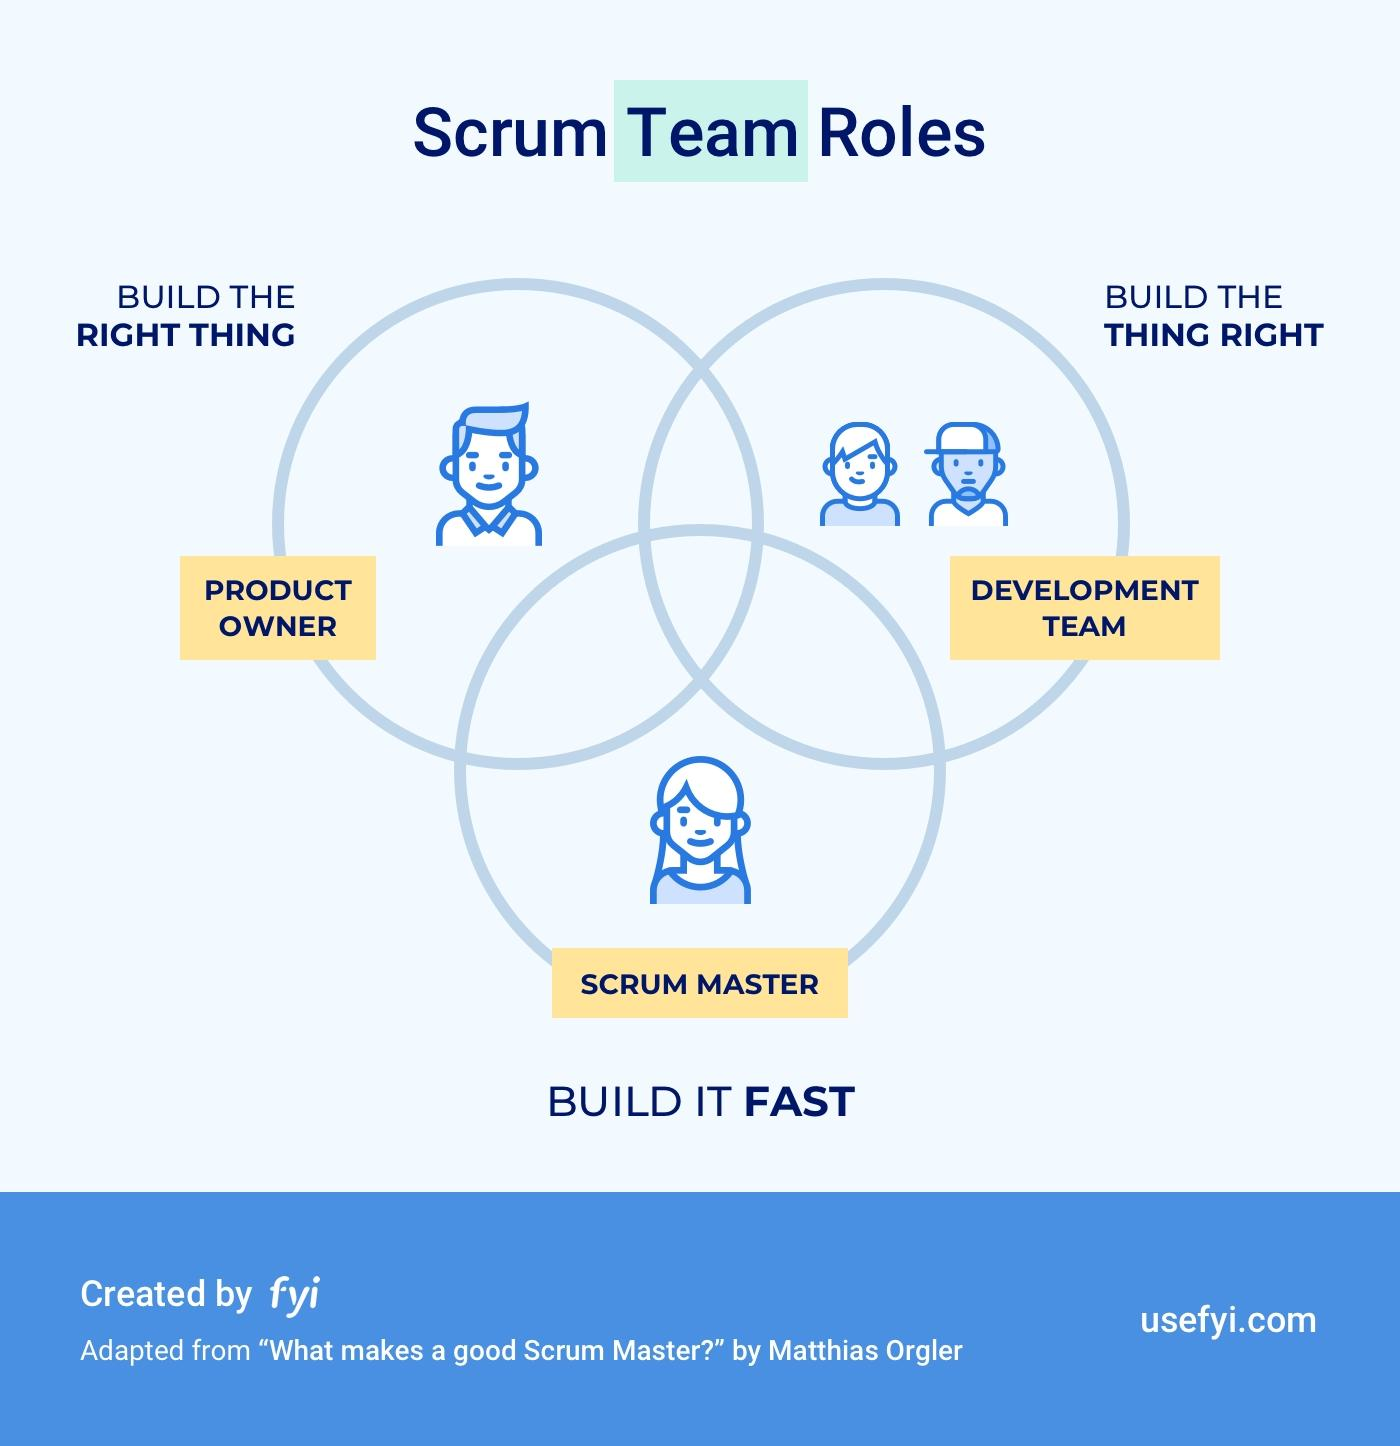 Scrum Team Roles
BUILD THE
RIGHT THING
BUILD THE
THING RIGHT
PRODUCT
OWNER
DEVELOPMENT
TEAM
SCRUM MASTER
BUILD IT FAST
Created by fyi
Adapted from “What makes a good Scrum Master?” by Matthias Orgler
usefyi.com